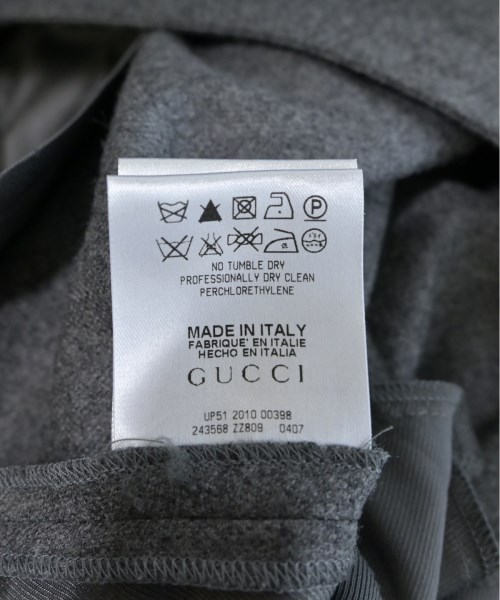 NO TUMBLE DRY
PROFESSIONALLY DRY CLEAN
PERCHLORETHYLENE
MADE IN ITALY
FABRIQUE' EN ITALIE
HECHO EN ITALIA
GUCCI
UP51 2010 00398
243568 ZZ809 0407